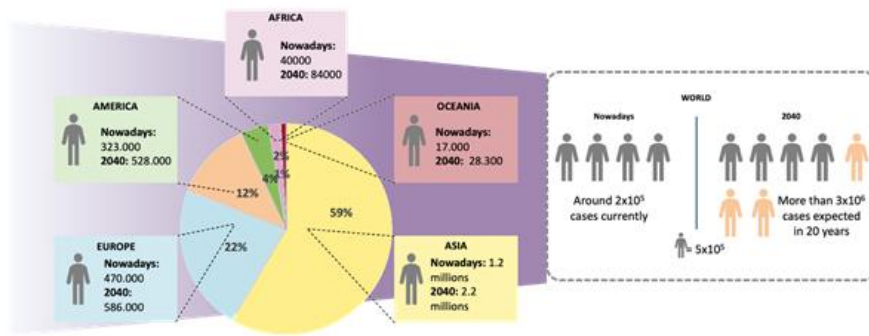 AFRICA
Nowadays:
40000
2040: 84000
AMERICA
Nowadays:
323.000
2040: 528.000
OCEANIA
Nowadays:
17.000
2040: 28.300
2%
1%
4%
12%
59%
22%
EUROPE
Nowadays:
470.000
2040:
586.000
ASIA
Nowadays: 1.2
millions
2040: 2.2
millions
WORLD
Nowadays
2040
Around 2x10⁵
cases currently
More than 3x10⁶
cases expected
in 20 years
= 5x10⁵